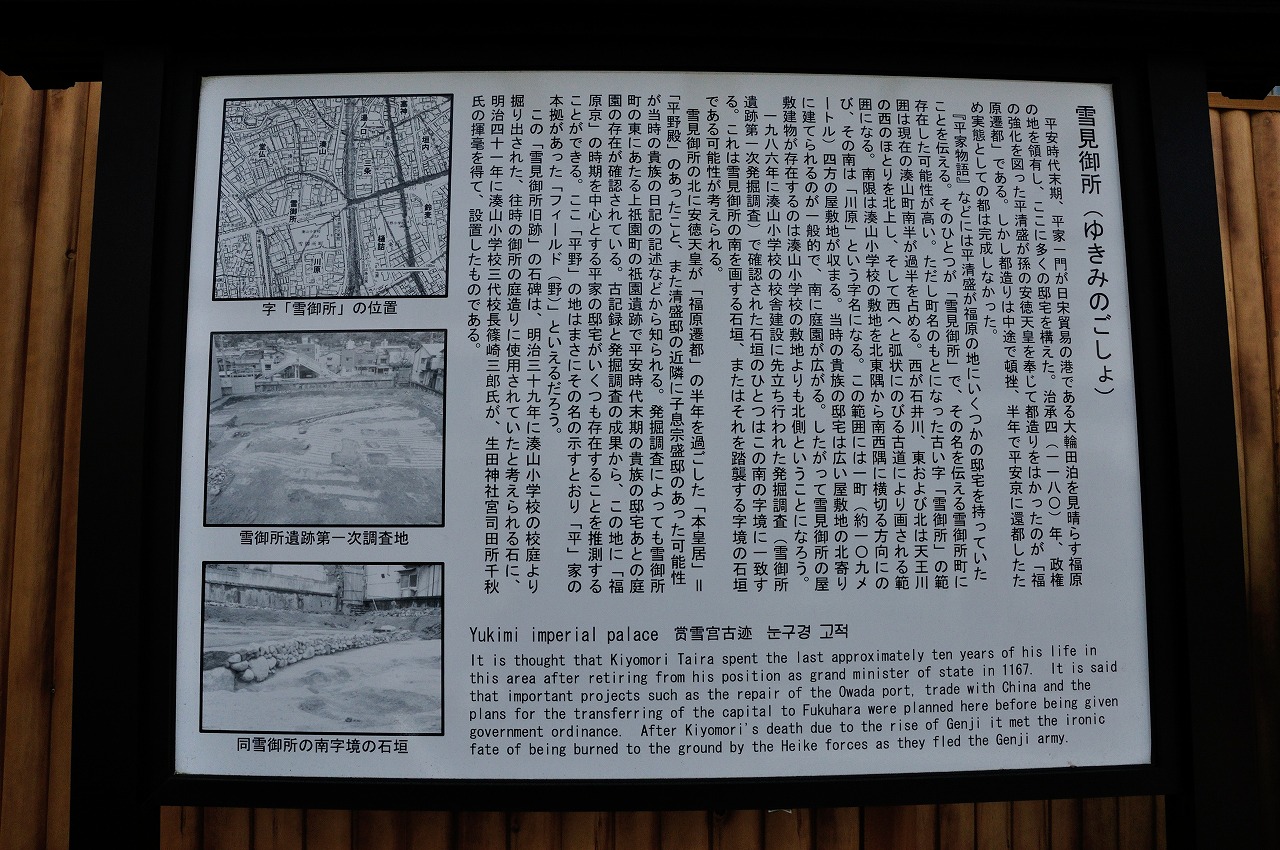 雪見御所（ゆきみのごしょ）
平安時代末期、平家一門が日宋貿易の港である大輪田泊を見晴らす福原
の地を領有し、ここに多くの邸宅を構えた。治承四（一一八〇）年、政権
の強化を図った平清盛が孫の安徳天皇を奉じて都造りをはかったのが「福
原遷都」である。しかし都造りは中途で頓挫、半年で平安京に還都したた
め実態としての都は完成しなかった。
『平家物語』などには平清盛が福原の地にいくつかの邸宅を持っていた
ことを伝える。そのひとつが「雪見御所」で、その名を伝える雪御所町に
存在した可能性が高い。ただし町名のもとになった古い字「雪御所」の範
囲は現在の湊山町南半が過半を占める。西が石井川、東および北は天王川
の西のほとりを北上し、そして西へと弧状にのびる古道により画される範
囲になる。南限は湊山小学校の敷地を北東隅から南西隅に横切る方向にの
び、その南は「川原」という字名になる。この範囲には一町（約一〇九メ
ートル）四方の屋敷地が収まる。当時の貴族の邸宅は広い屋敷地の北寄り
に建てられるのが一般的で、南に庭園が広がる。したがって雪見御所の屋
敷建物が存在するのは湊山小学校の敷地よりも北側ということになろう。
一九八六年に湊山小学校の校舎建設に先立ち行われた発掘調査（雪御所
遺跡第一次発掘調査）で確認された石垣のひとつはこの南の字境に一致す
る。これは雪見御所の南を画する石垣、またはそれを踏襲する字境の石垣
である可能性が考えられる。
雪見御所の北に安徳天皇が「福原遷都」の半年を過ごした「本皇居」＝
「平野殿」のあったこと、また清盛邸の近隣に子息宗盛邸のあった可能性
が当時の貴族の日記の記述などから知られる。発掘調査によっても雪御所
町の東にあたる上祇園町の祇園遺跡で平安時代末期の貴族の邸宅あとの庭
園の存在が確認されている。古記録と発掘調査の成果から、この地に「福
原京」の時期を中心とする平家の邸宅がいくつも存在することを推測する
ことができる。ここ「平野」の地はまさにその名の示すとおり「平」家の
本拠があった「フィールド（野）」といえるだろう。
この「雪見御所旧跡」の石碑は、明治三十九年に湊山小学校の校庭より
掘り出された、往時の御所の庭造りに使用されていたと考えられる石に、
明治四十一年に湊山小学校三代校長篠崎三郎氏が、生田神社宮司田所千秋
氏の揮毫を得て、設置したものである。
字「雪御所」の位置
雪御所遺跡第一次調査地
同雪御所の南字境の石垣
湊山
三条
垣内
堂仏
雪御所
川原
樋詰
Yukimi imperial palace 赏雪宫古迹 눈구경 고적
It is thought that Kiyomori Taira spent the last approximately ten years of his life in
this area after retiring from his position as grand minister of state in 1167. It is said
that important projects such as the repair of the Owada port, trade with China and the
plans for the transferring of the capital to Fukuhara were planned here before being given
government ordinance. After Kiyomori's death due to the rise of Genji it met the ironic
fate of being burned to the ground by the Heike forces as they fled the Genji army.